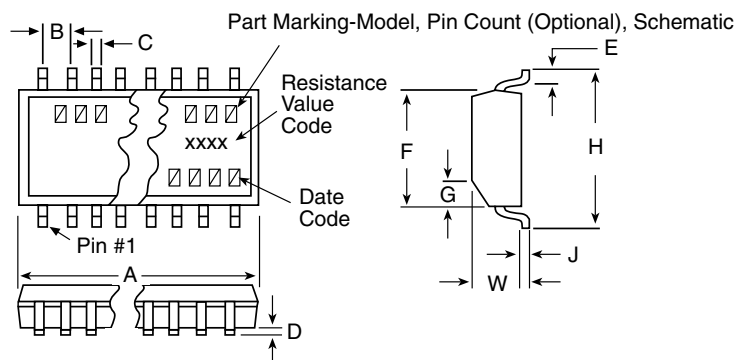 Part Marking-Model, Pin Count (Optional), Schematic
B
C
E
Resistance
Value
Code
xxxx
F
H
G
Date
Code
Pin #1
A
J
W
D